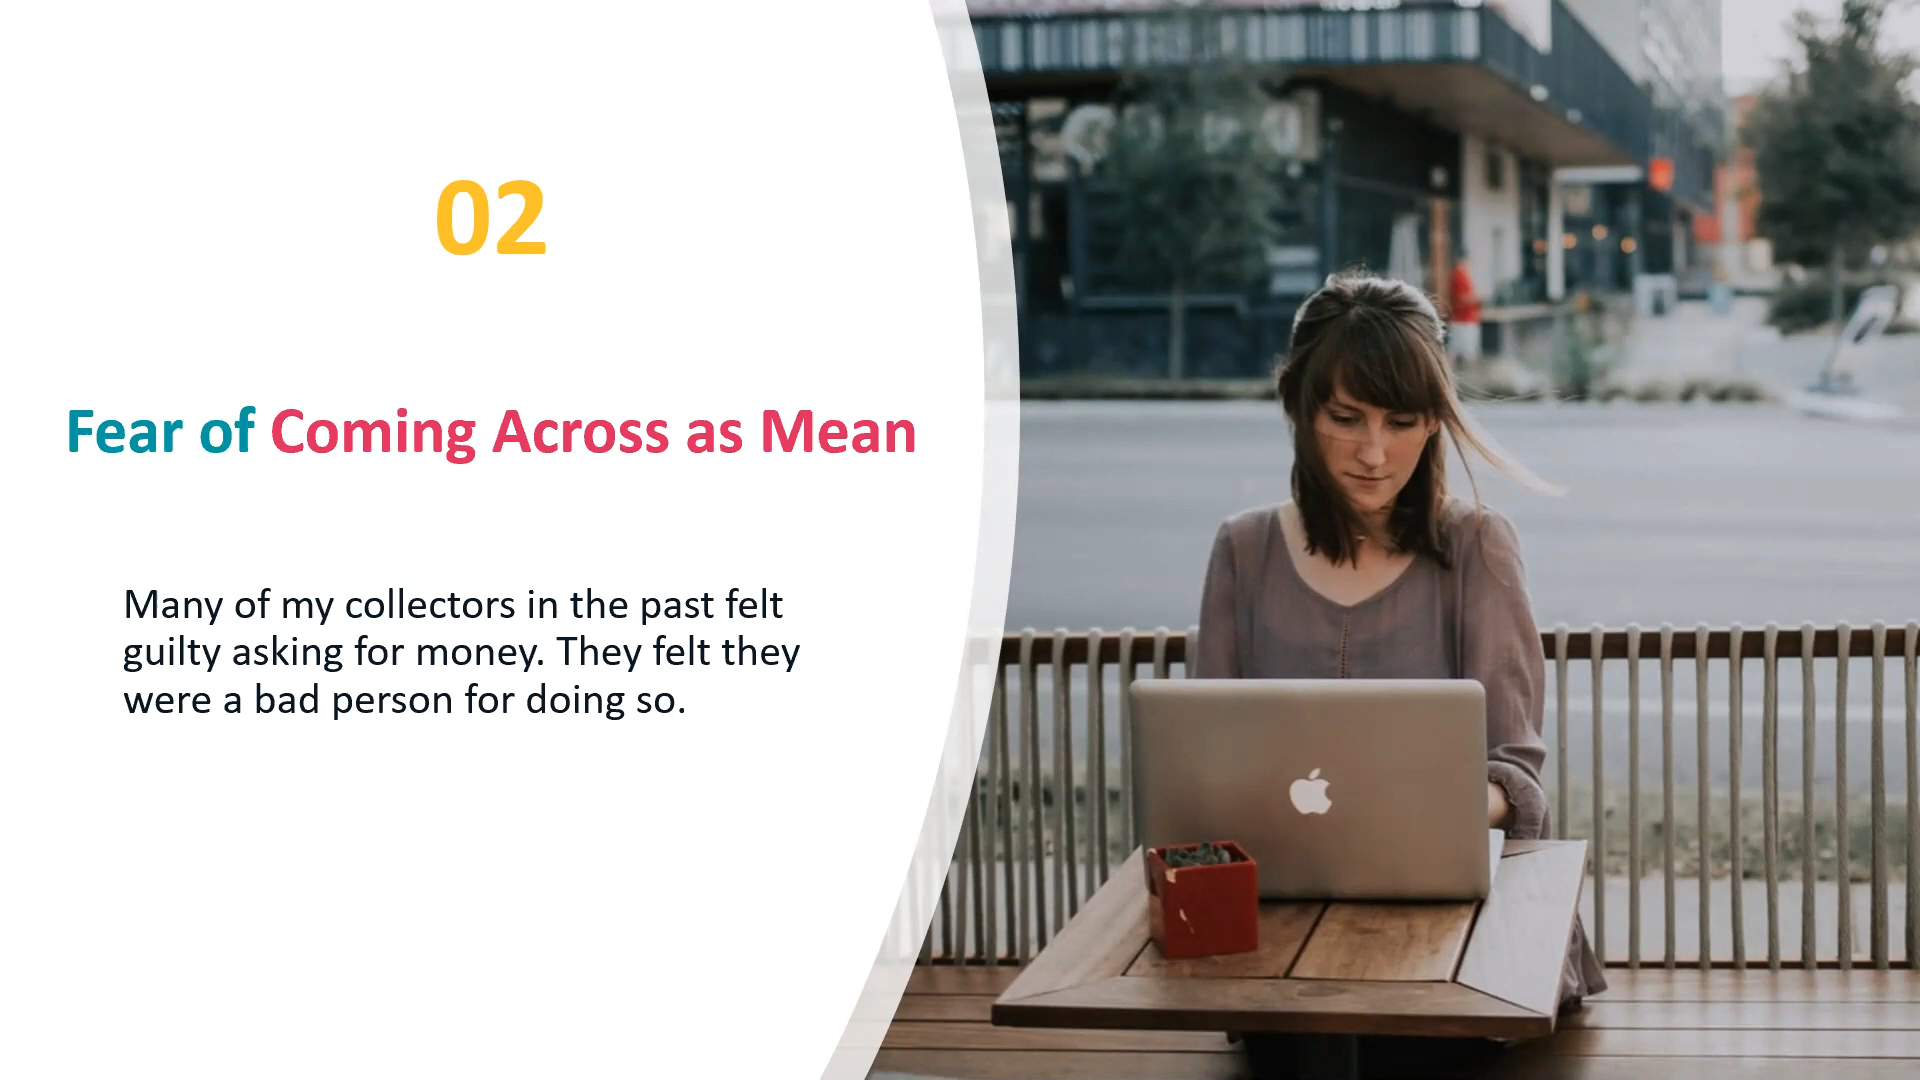 02
Fear of Coming Across as Mean
Many of my collectors in the past felt
guilty asking for money. They felt they
were a bad person for doing so.